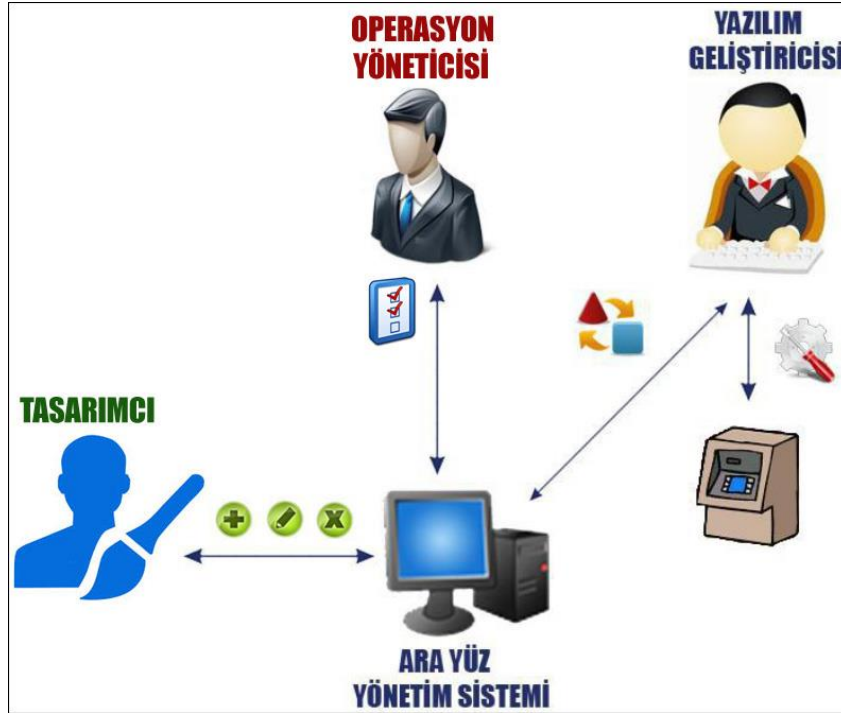 OPERASYON
YÖNETİCİSİ
YAZILIM
GELİŞTİRİCİSİ
TASARIMCI
ARA YÜZ
YÖNETİM SİSTEMİ